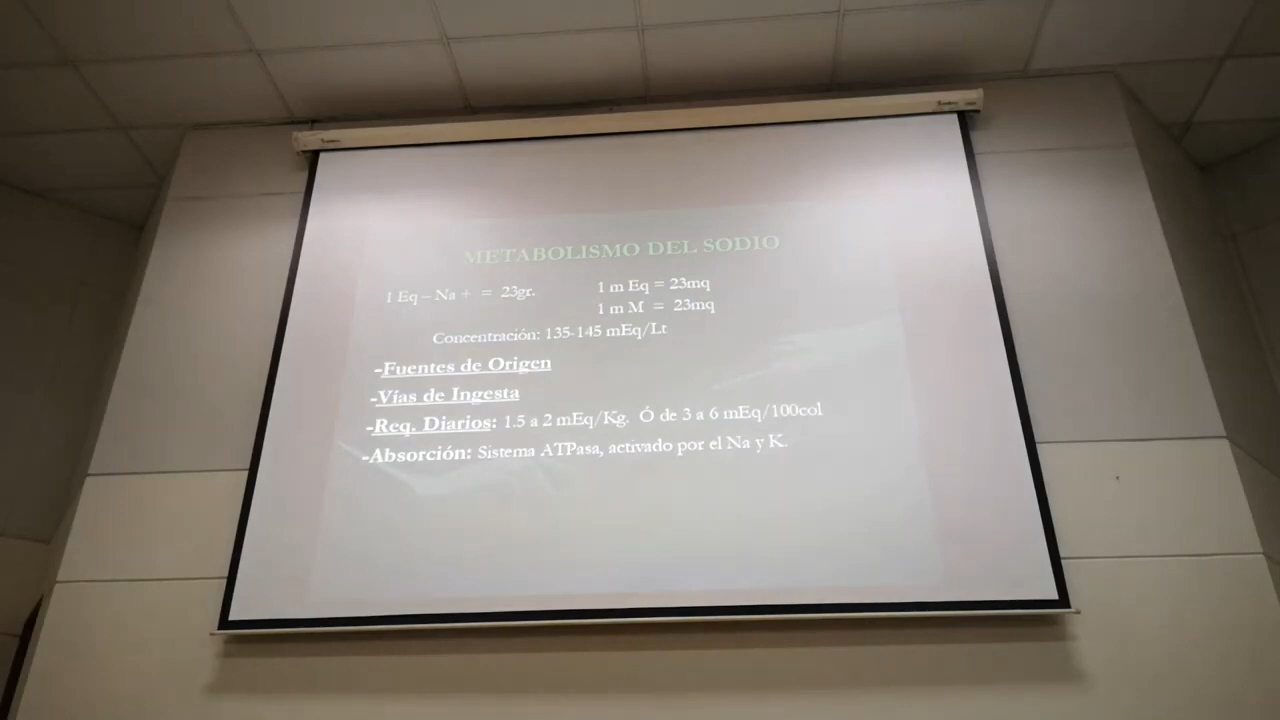 METABOLISMO DEL SODIO
1 Eq – Na + = 23gr. 1 m Eq = 23mq
1 m M = 23mq
Concentración: 135-145 mEq/Lt
-Fuentes de Origen
-Vías de Ingesta
-Req. Diarios: 1.5 a 2 mEq/Kg. Ó de 3 a 6 mEq/100col
-Absorción: Sistema ATPasa, activado por el Na y K.